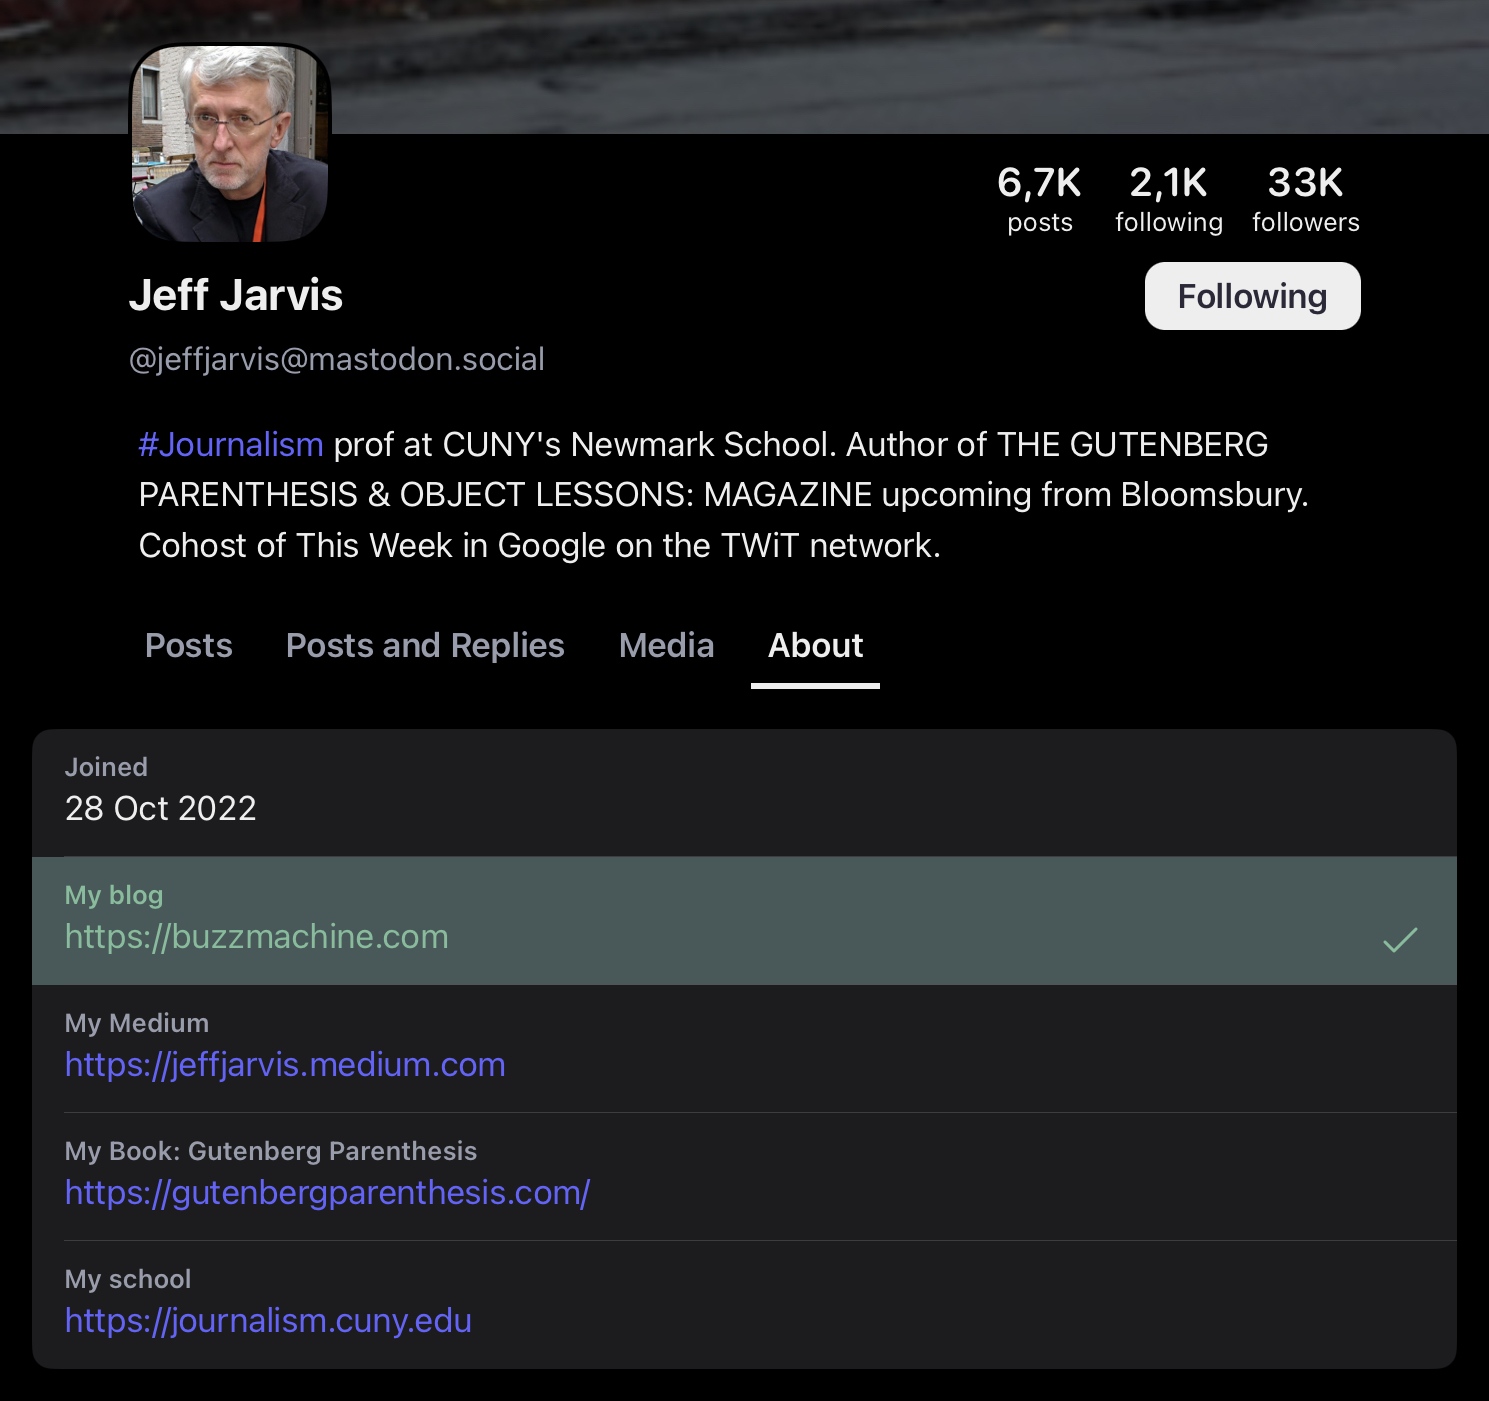 6,7K 2,1K 33K
posts following followers
Jeff Jarvis
Following
@jeffjarvis@mastodon.social
#Journalism prof at CUNY's Newmark School. Author of THE GUTENBERG
PARENTHESIS & OBJECT LESSONS: MAGAZINE upcoming from Bloomsbury.
Cohost of This Week in Google on the TWiT network.
Posts Posts and Replies Media About
Joined
28 Oct 2022
My blog
https://buzzmachine.com
My Medium
https://jeffjarvis.medium.com
My Book: Gutenberg Parenthesis
https://gutenbergparenthesis.com/
My school
https://journalism.cuny.edu